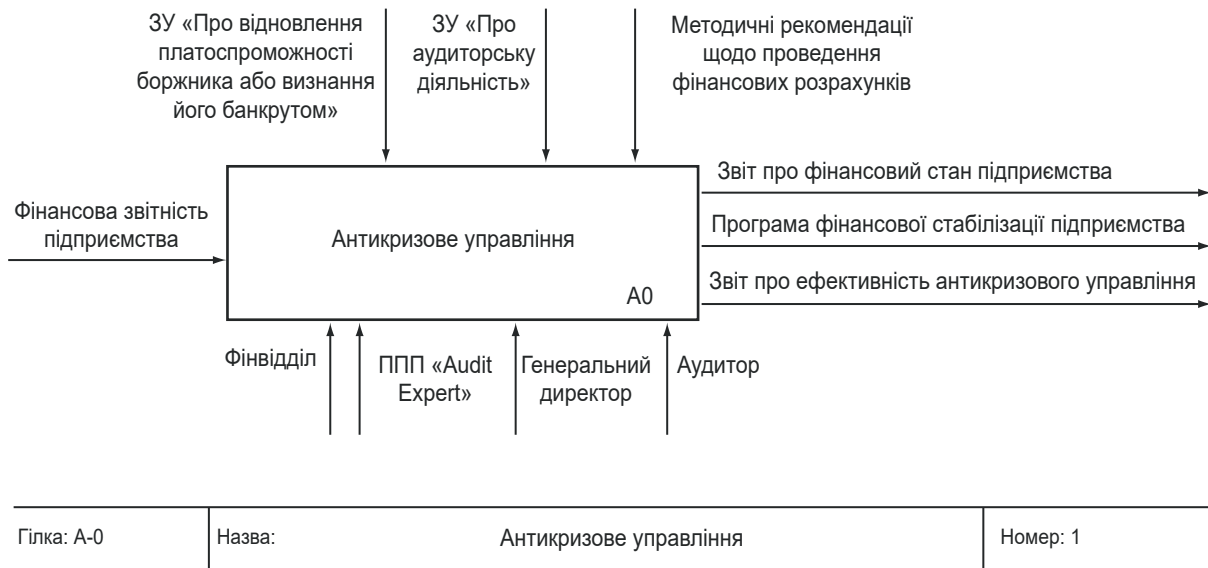 ЗУ «Про відновлення
платоспроможності
боржника або визнання
його банкрутом»
ЗУ «Про
аудиторську
діяльність»
Методичні рекомендації
щодо проведення
фінансових розрахунків
Фінансова звітність
підприємства
Антикризове управління
А0
Звіт про фінансовий стан підприємства
Програма фінансової стабілізації підприємства
Звіт про ефективність антикризового управління
Фінвідділ
ППП «Audit
Expert»
Генеральний
директор
Аудитор
Гілка: А-0
Назва:
Антикризове управління
Номер: 1